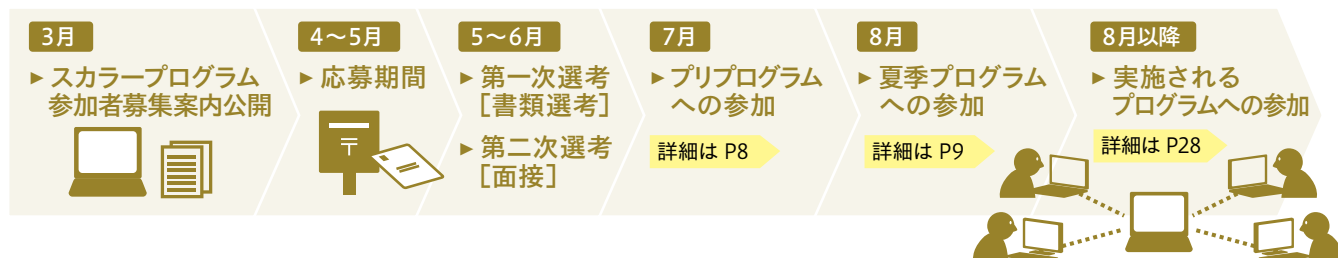 3月
▶ スカラープログラム
参加者募集案内公開
4〜5月
▶ 応募期間
〒
5〜6月
▶ 第一次選考
［書類選考］
▶ 第二次選考
［面接］
7月
▶ プリプログラム
への参加
詳細は P8
8月
▶ 夏季プログラム
への参加
詳細は P9
8月以降
▶ 実施される
プログラムへの参加
詳細は P28